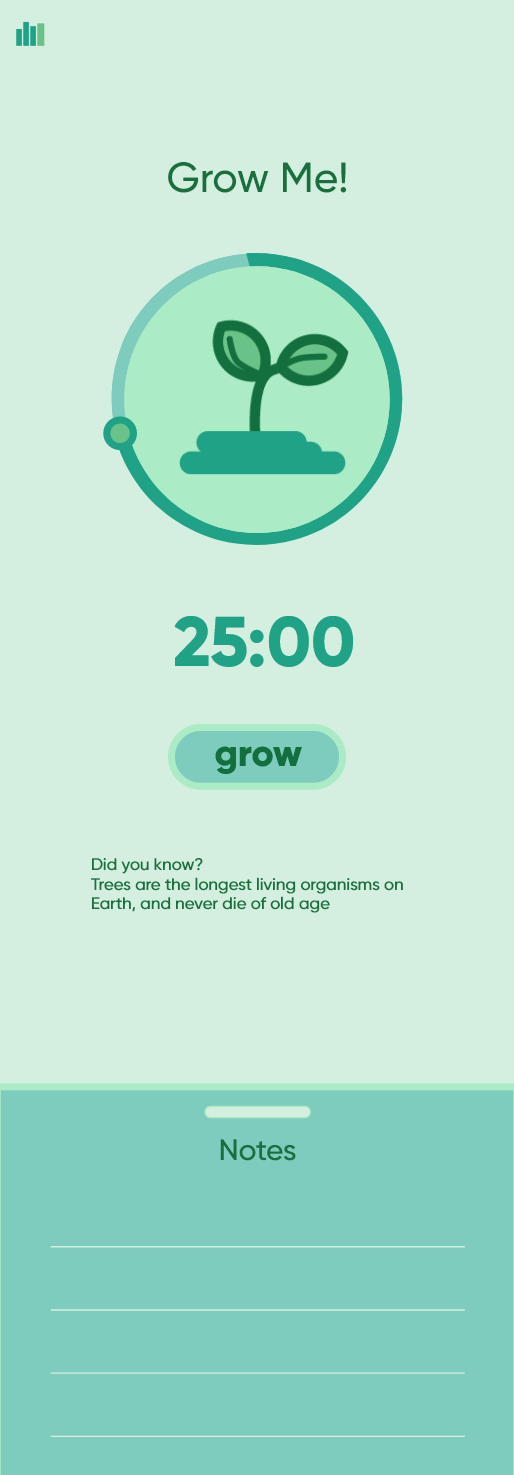 Grow Me!
25:00
grow
Did you know?
Trees are the longest living organisms on
Earth, and never die of old age
Notes